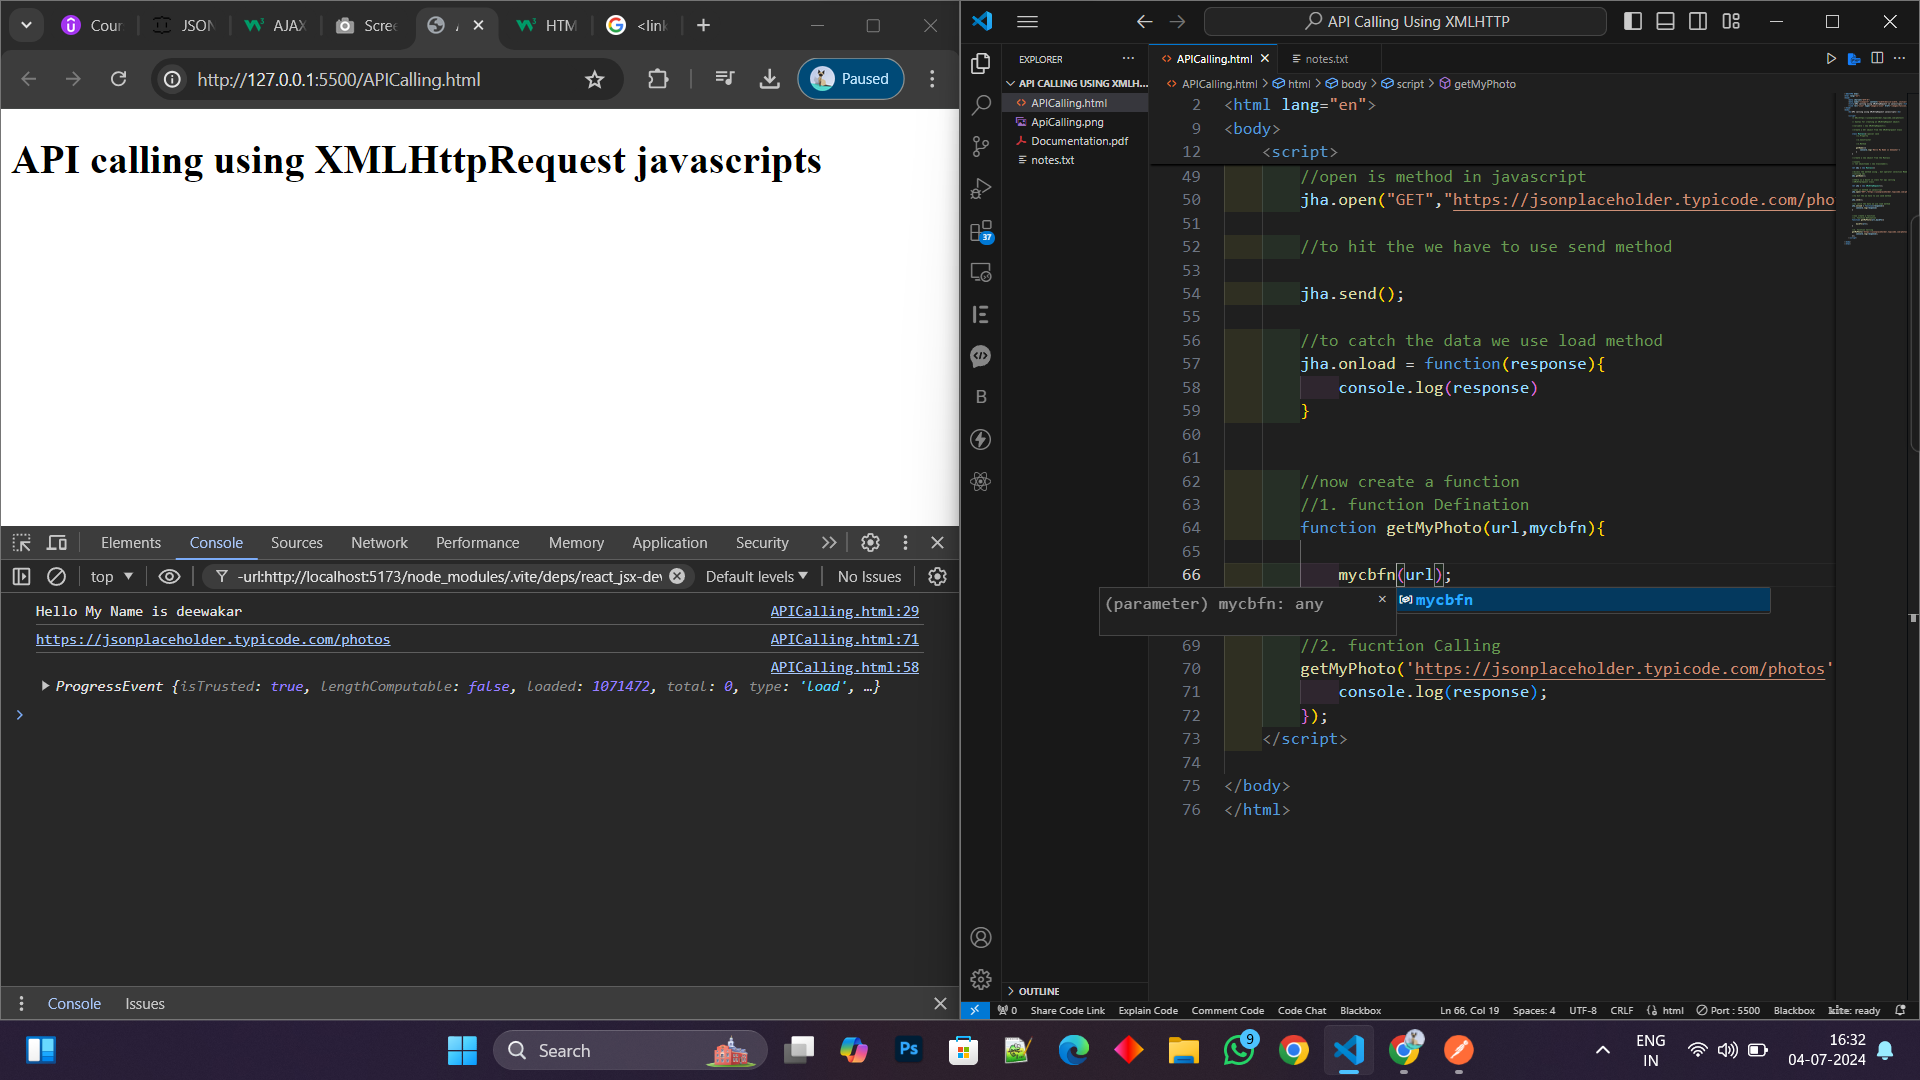 Cour
JSON
AJAX
Scre
HTM
<link
http://127.0.0.1:5500/APICalling.html
Paused
API calling using XMLHttpRequest javascripts
Elements
Console
Sources
Network
Performance
Memory
Application
Security
top
-url:http://localhost:5173/node_modules/.vite/deps/react_jsx-dev
Default levels
No Issues
Hello My Name is deewakar
APICalling.html:29
https://jsonplaceholder.typicode.com/photos
APICalling.html:71
APICalling.html:58
ProgressEvent {isTrusted: true, lengthComputable: false, loaded: 1071472, total: 0, type: 'load', …}
Console
Issues
API Calling Using XMLHTTP
EXPLORER
API CALLING USING XMLH...
APICalling.html
ApiCalling.png
Documentation.pdf
notes.txt
OUTLINE
37
B
APICalling.html
notes.txt
APICalling.html > html > body > script > getMyPhoto
2 <html lang="en">
9 <body>
12 <script>
49 //open is method in javascript
50 jha.open("GET","https://jsonplaceholder.typicode.com/pho
51
52 //to hit the we have to use send method
53
54 jha.send();
55
56 //to catch the data we use load method
57 jha.onload = function(response){
58 console.log(response)
59 }
60
61
62 //now create a function
63 //1. function Defination
64 function getMyPhoto(url,mycbfn){
65
66 mycbfn(url);
(parameter) mycbfn: any
mycbfn
69 //2. fucntion Calling
70 getMyPhoto('https://jsonplaceholder.typicode.com/photos'
71 console.log(response);
72 });
73 </script>
74
75 </body>
76 </html>
0
Share Code Link
Explain Code
Comment Code
Code Chat
Blackbox
Ln 66, Col 19
Spaces: 4
UTF-8
CRLF
html
Port : 5500
Blackbox
kite: ready
Search
Ps
9
ENG
IN
16:32
04-07-2024